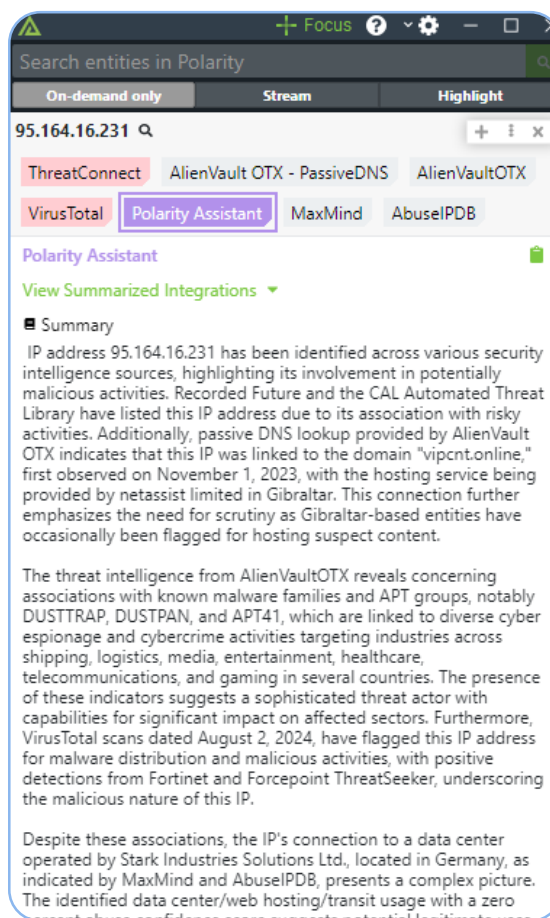 Focus
Search entities in Polarity
On-demand only Stream Highlight
95.164.16.231
ThreatConnect AlienVault OTX - PassiveDNS AlienVaultOTX
VirusTotal Polarity Assistant MaxMind AbuseIPDB
Polarity Assistant
View Summarized Integrations
Summary
IP address 95.164.16.231 has been identified across various security
intelligence sources, highlighting its involvement in potentially
malicious activities. Recorded Future and the CAL Automated Threat
Library have listed this IP address due to its association with risky
activities. Additionally, passive DNS lookup provided by AlienVault
OTX indicates that this IP was linked to the domain "vipcnt.online,"
first observed on November 1, 2023, with the hosting service being
provided by netassist limited in Gibraltar. This connection further
emphasizes the need for scrutiny as Gibraltar-based entities have
occasionally been flagged for hosting suspect content.
The threat intelligence from AlienVaultOTX reveals concerning
associations with known malware families and APT groups, notably
DUSTTRAP, DUSTPAN, and APT41, which are linked to diverse cyber
espionage and cybercrime activities targeting industries across
shipping, logistics, media, entertainment, healthcare,
telecommunications, and gaming in several countries. The presence
of these indicators suggests a sophisticated threat actor with
capabilities for significant impact on affected sectors. Furthermore,
VirusTotal scans dated August 2, 2024, have flagged this IP address
for malware distribution and malicious activities, with positive
detections from Fortinet and Forcepoint ThreatSeeker, underscoring
the malicious nature of this IP.
Despite these associations, the IP's connection to a data center
operated by Stark Industries Solutions Ltd., located in Germany, as
indicated by MaxMind and AbuseIPDB, presents a complex picture.
The identified data center/web hosting/transit usage with a zero